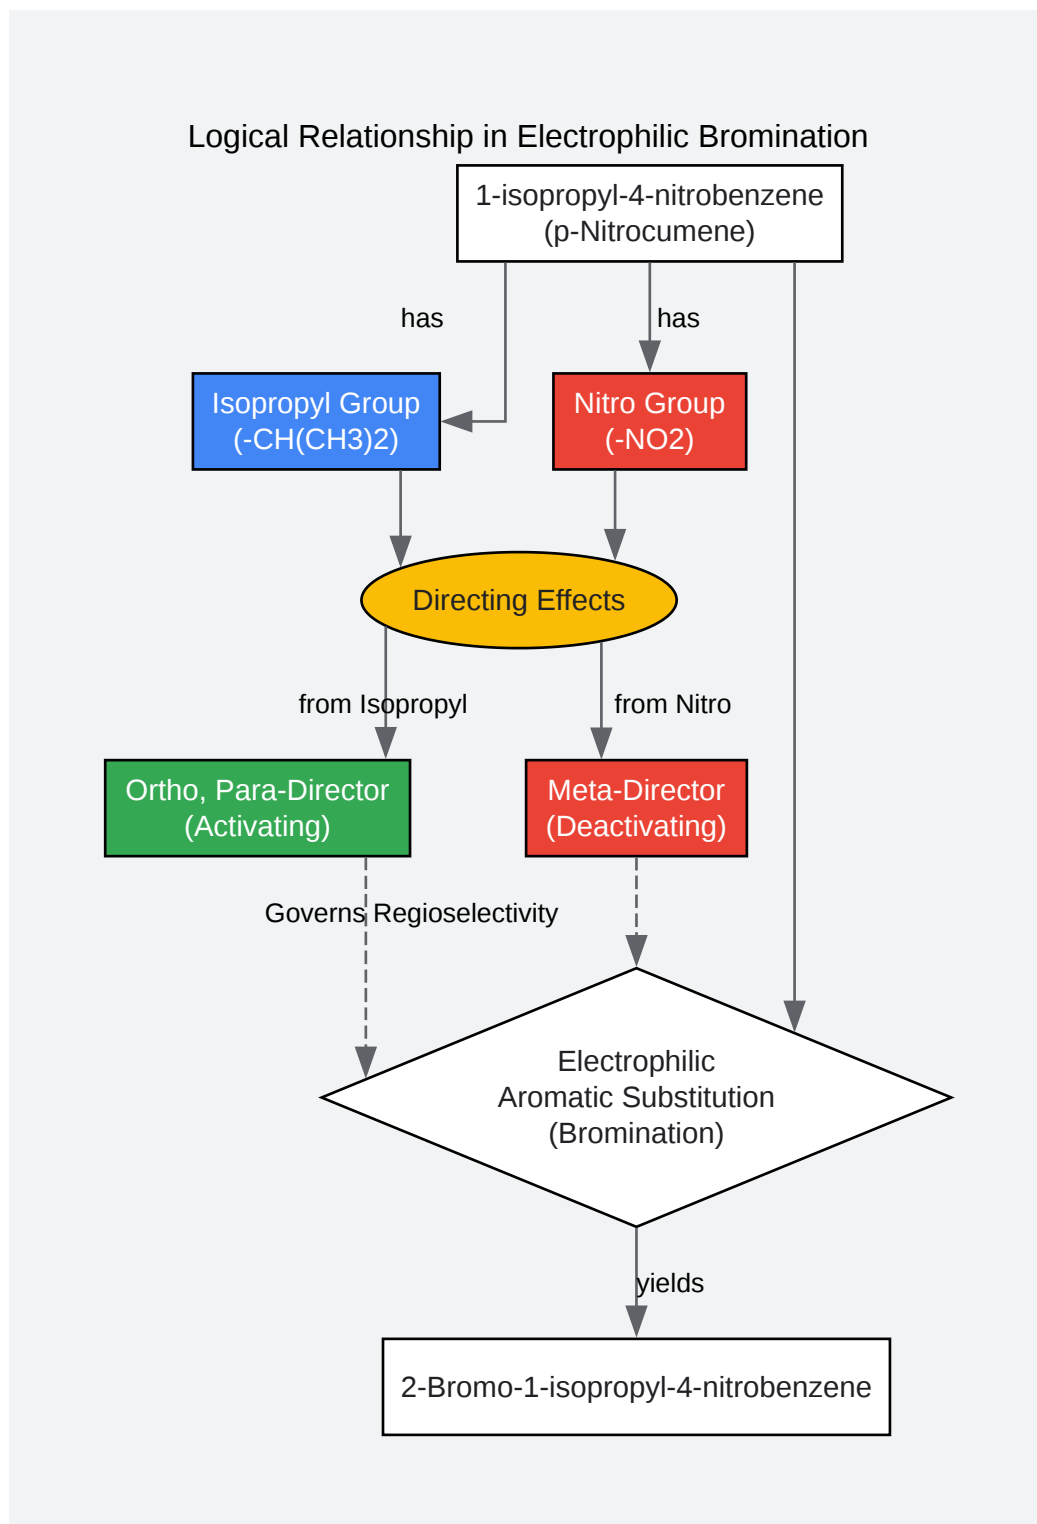 Logical Relationship in Electrophilic Bromination
1-isopropyl-4-nitrobenzene
(p-Nitrocumene)
has
has
Isopropyl Group
(-CH(CH3)2)
Nitro Group
(-NO2)
Directing Effects
from Isopropyl
from Nitro
Ortho, Para-Director
(Activating)
Meta-Director
(Deactivating)
Governs Regioselectivity
Electrophilic
Aromatic Substitution
(Bromination)
yields
2-Bromo-1-isopropyl-4-nitrobenzene